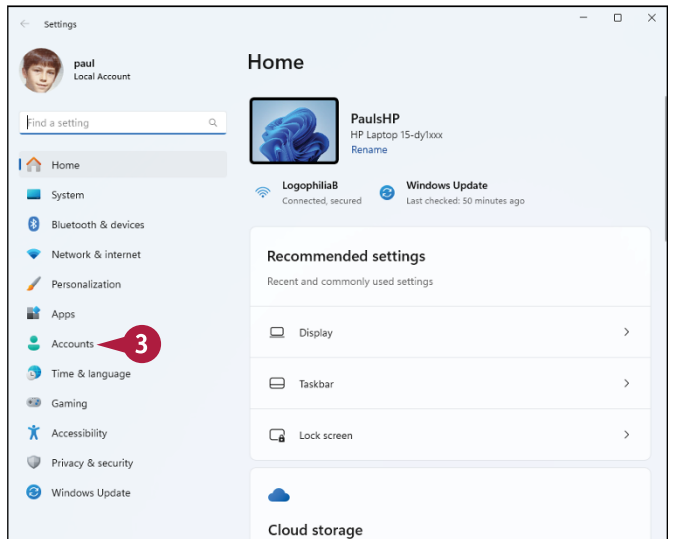 Settings
paul
Local Account
Find a setting
Home
System
Bluetooth & devices
Network & internet
Personalization
Apps
Accounts
3
Time & language
Gaming
Accessibility
Privacy & security
Windows Update
Home
PaulsHP
HP Laptop 15-dy1xxx
Rename
LogophiliaB
Connected, secured
Windows Update
Last checked: 50 minutes ago
Recommended settings
Recent and commonly used settings
Display
Taskbar
Lock screen
Cloud storage